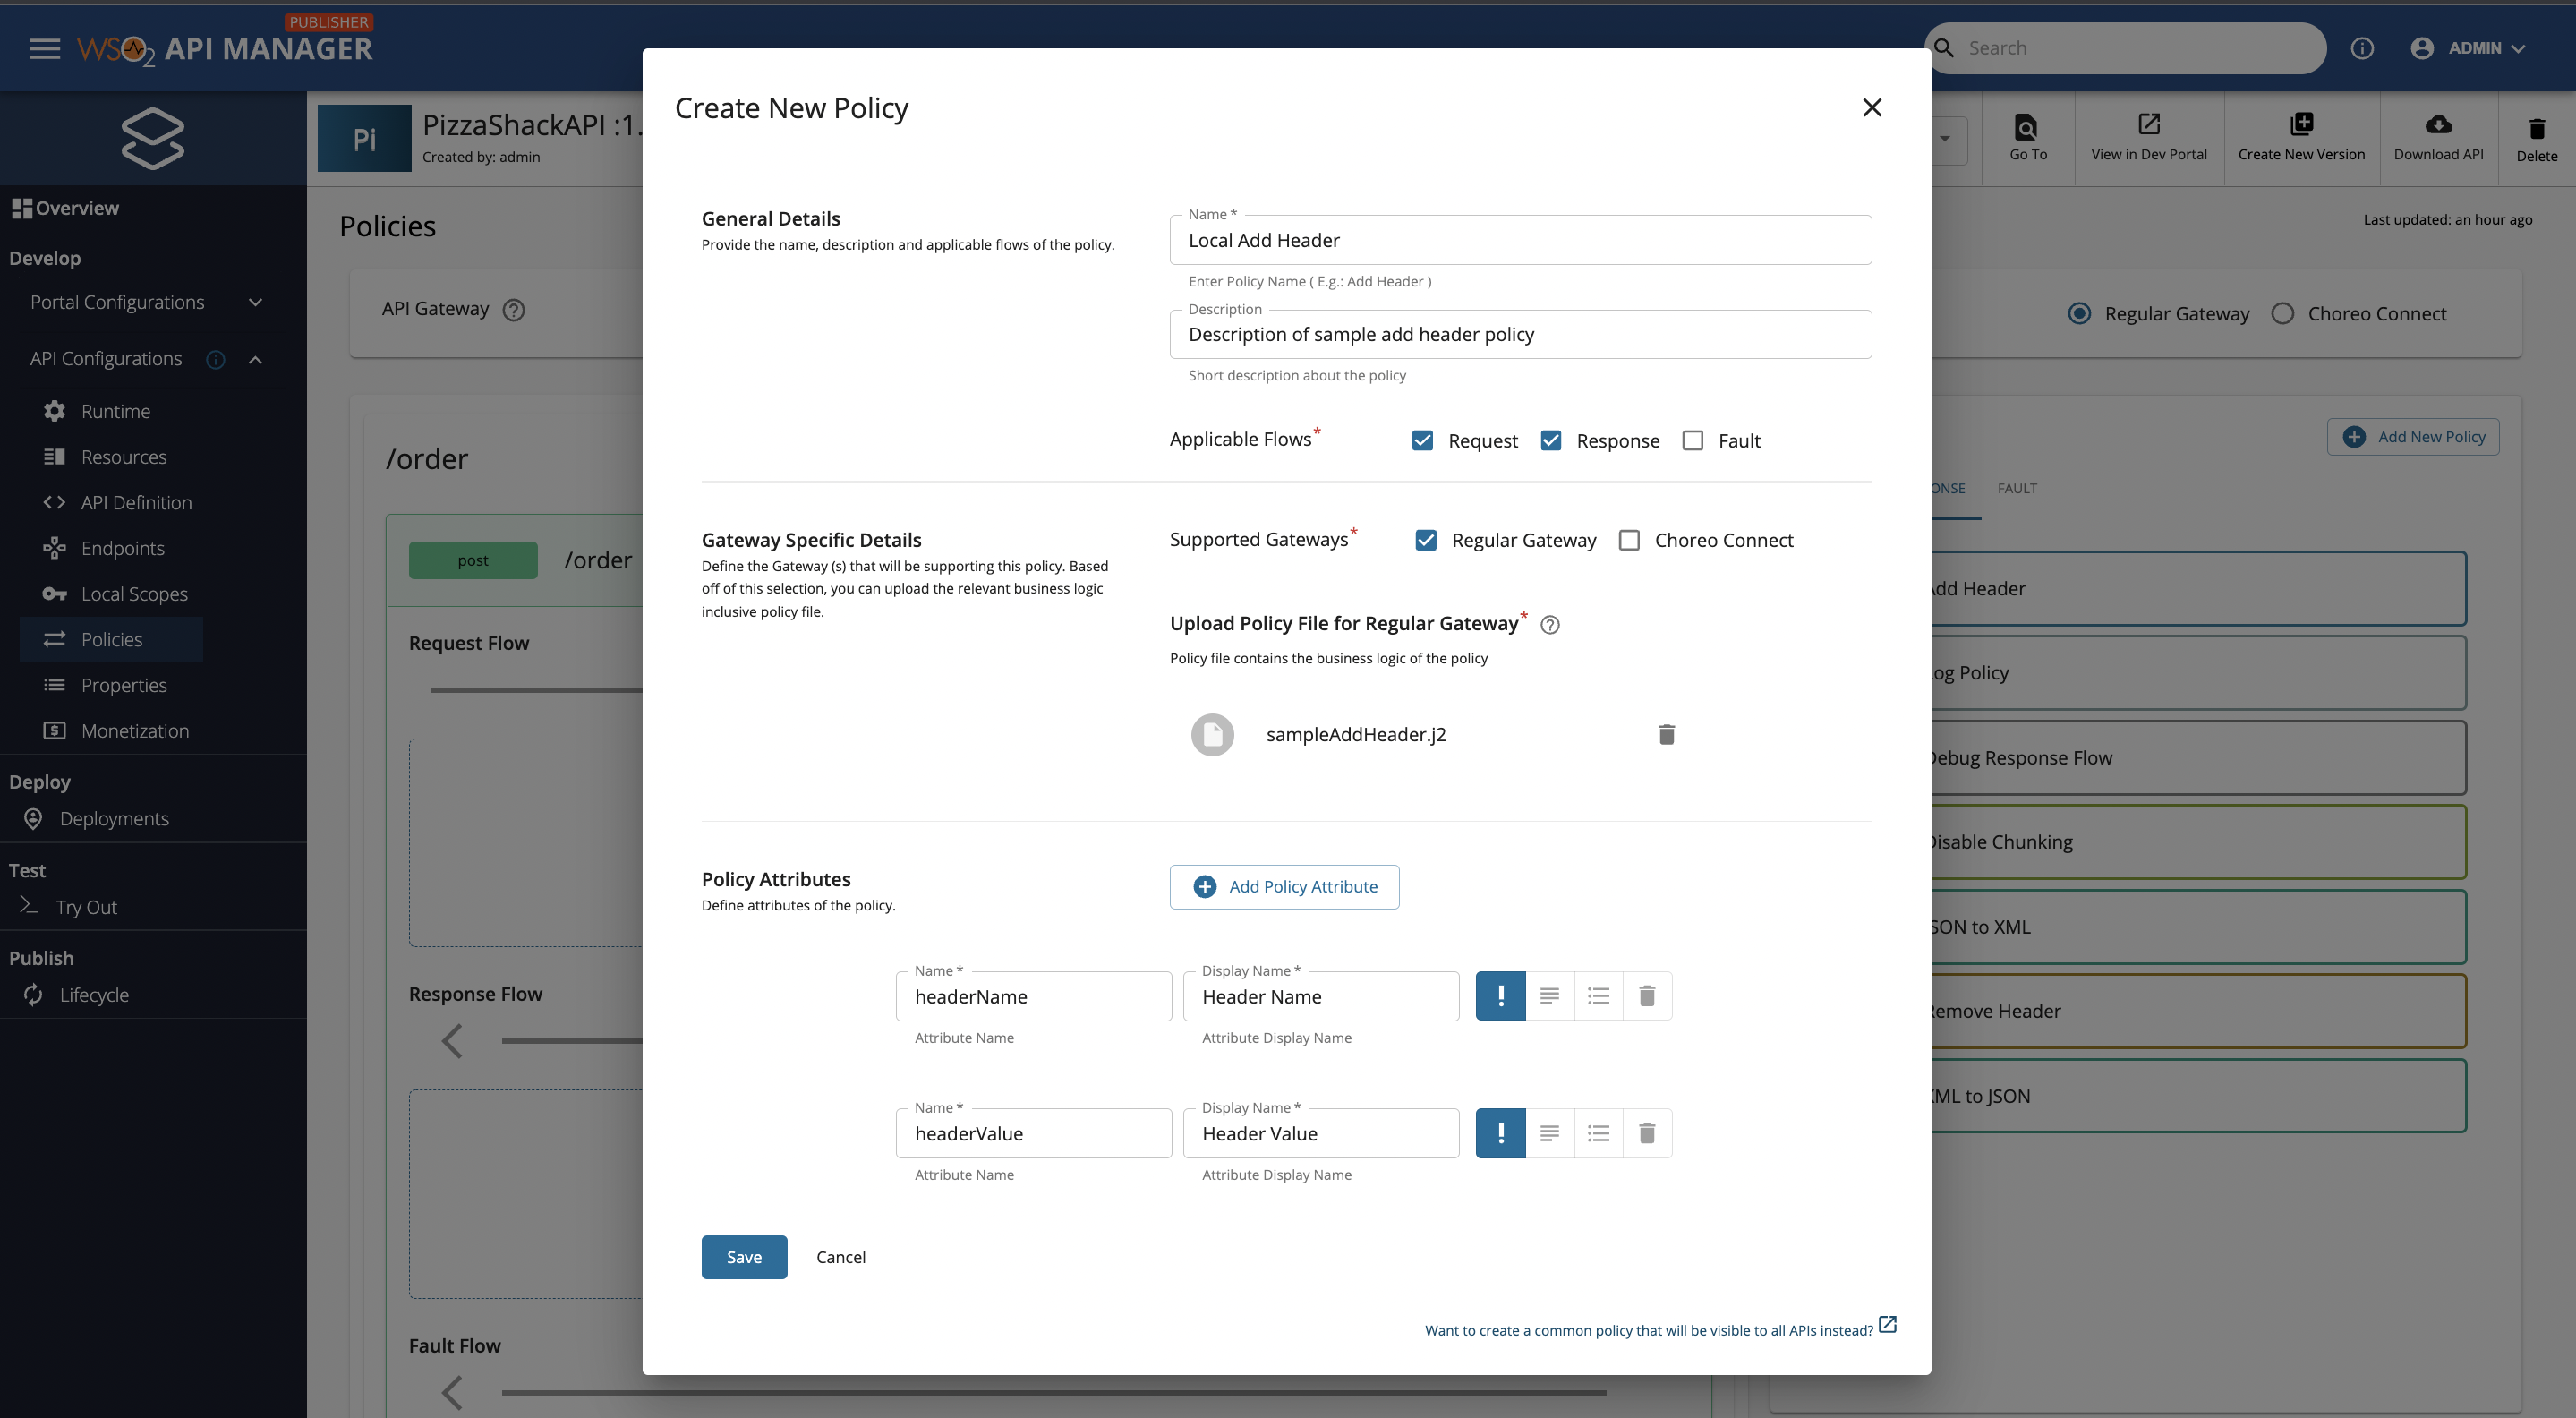 PUBLISHER
WSO2 API MANAGER
Search
ADMIN
Pi
PizzaShackAPI :1.
Created by: admin
Go To
View in Dev Portal
Create New Version
Download API
Delete
Overview
Develop
Portal Configurations
API Configurations
Runtime
Resources
API Definition
Endpoints
Local Scopes
Policies
Properties
Monetization
Deploy
Deployments
Test
Try Out
Publish
Lifecycle
Policies
Last updated: an hour ago
API Gateway
Regular Gateway
Choreo Connect
/order
post
/order
Request Flow
Response Flow
Fault Flow
Create New Policy
General Details
Provide the name, description and applicable flows of the policy.
Name *
Local Add Header
Enter Policy Name ( E.g.: Add Header )
Description
Description of sample add header policy
Short description about the policy
Applicable Flows*
Request
Response
Fault
Gateway Specific Details
Define the Gateway (s) that will be supporting this policy. Based
off of this selection, you can upload the relevant business logic
inclusive policy file.
Supported Gateways*
Regular Gateway
Choreo Connect
Upload Policy File for Regular Gateway*
Policy file contains the business logic of the policy
sampleAddHeader.j2
Policy Attributes
Define attributes of the policy.
Add Policy Attribute
Name *
headerName
Attribute Name
Display Name *
Header Name
Attribute Display Name
Name *
headerValue
Attribute Name
Display Name *
Header Value
Attribute Display Name
Save
Cancel
Want to create a common policy that will be visible to all APIs instead?
Add New Policy
ONSE
FAULT
Add Header
og Policy
Debug Response Flow
Disable Chunking
SON to XML
Remove Header
XML to JSON